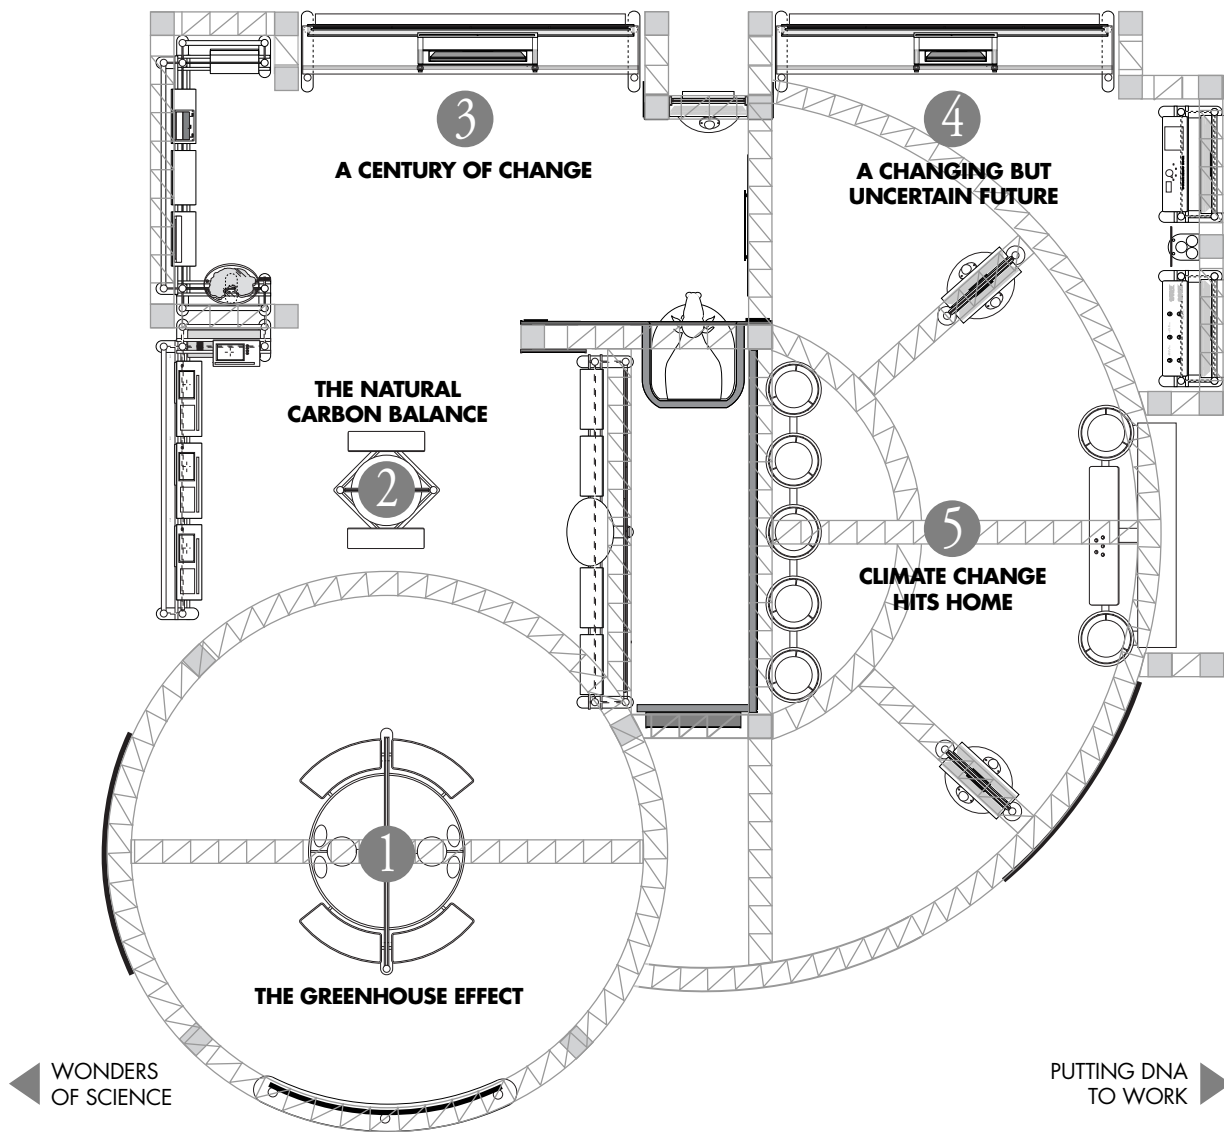 3
A CENTURY OF CHANGE
4
A CHANGING BUT
UNCERTAIN FUTURE
THE NATURAL
CARBON BALANCE
2
5
CLIMATE CHANGE
HITS HOME
1
THE GREENHOUSE EFFECT
WONDERS
OF SCIENCE
PUTTING DNA
TO WORK